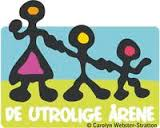 DE UTROLIGE ÅRENE
© Carolyn Webster-Stratton